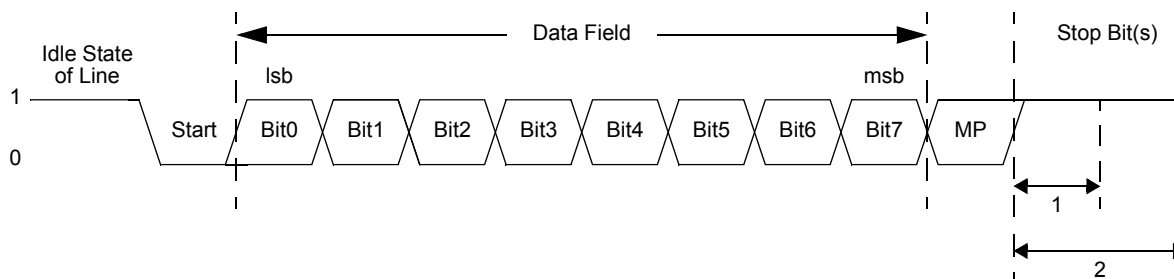 Data Field
Stop Bit(s)
Idle State
of Line
lsb
msb
1
Start
Bit0
Bit1
Bit2
Bit3
Bit4
Bit5
Bit6
Bit7
MP
0
1
2